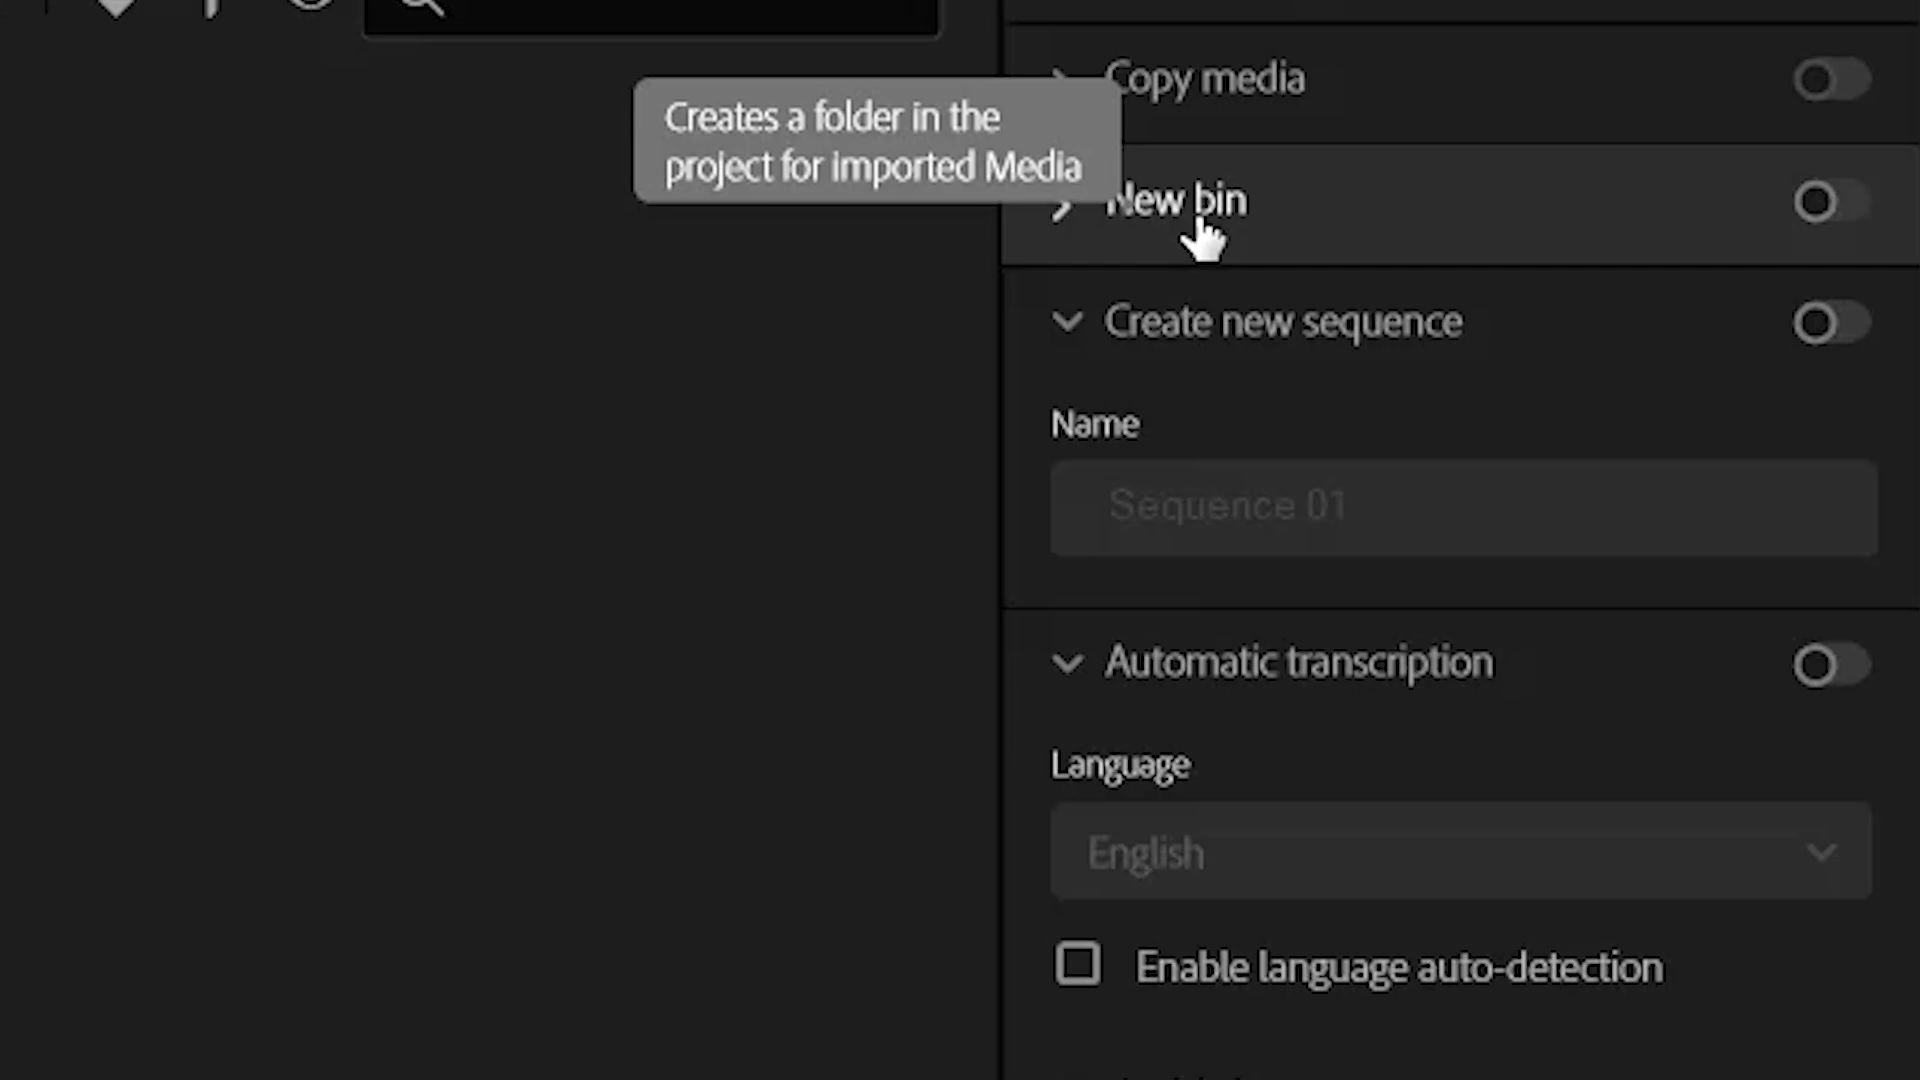 Copy media
Creates a folder in the
project for imported Media
New bin
Create new sequence
Name
Sequence 01
Automatic transcription
Language
English
Enable language auto-detection